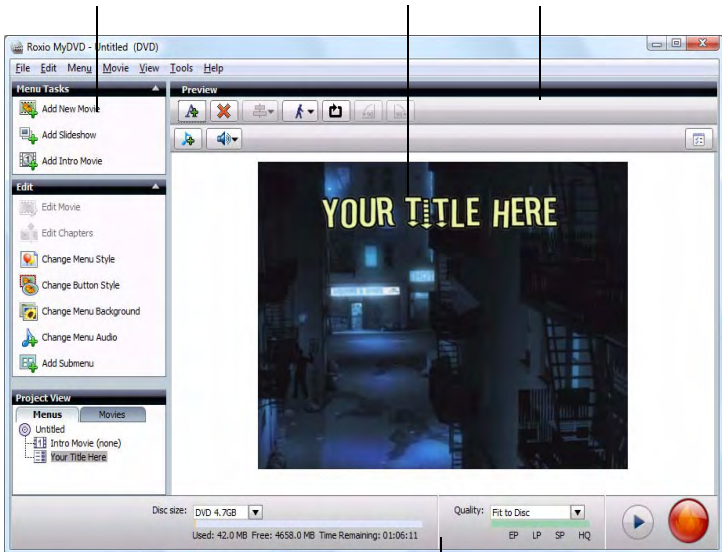 Roxio MyDVD - Untitled (DVD)
File Edit Menu Movie View Tools Help
Menu Tasks
Add New Movie
Add Slideshow
Add Intro Movie
Edit
Edit Movie
Edit Chapters
Change Menu Style
Change Button Style
Change Menu Background
Change Menu Audio
Add Submenu
Project View
Menus Movies
Untitled
Intro Movie (none)
Your Title Here
Preview
YOUR TITLE HERE
Disc size: DVD 4.7GB
Used: 42.0 MB Free: 4658.0 MB Time Remaining: 01:06:11
Quality: Fit to Disc
EP LP SP HQ